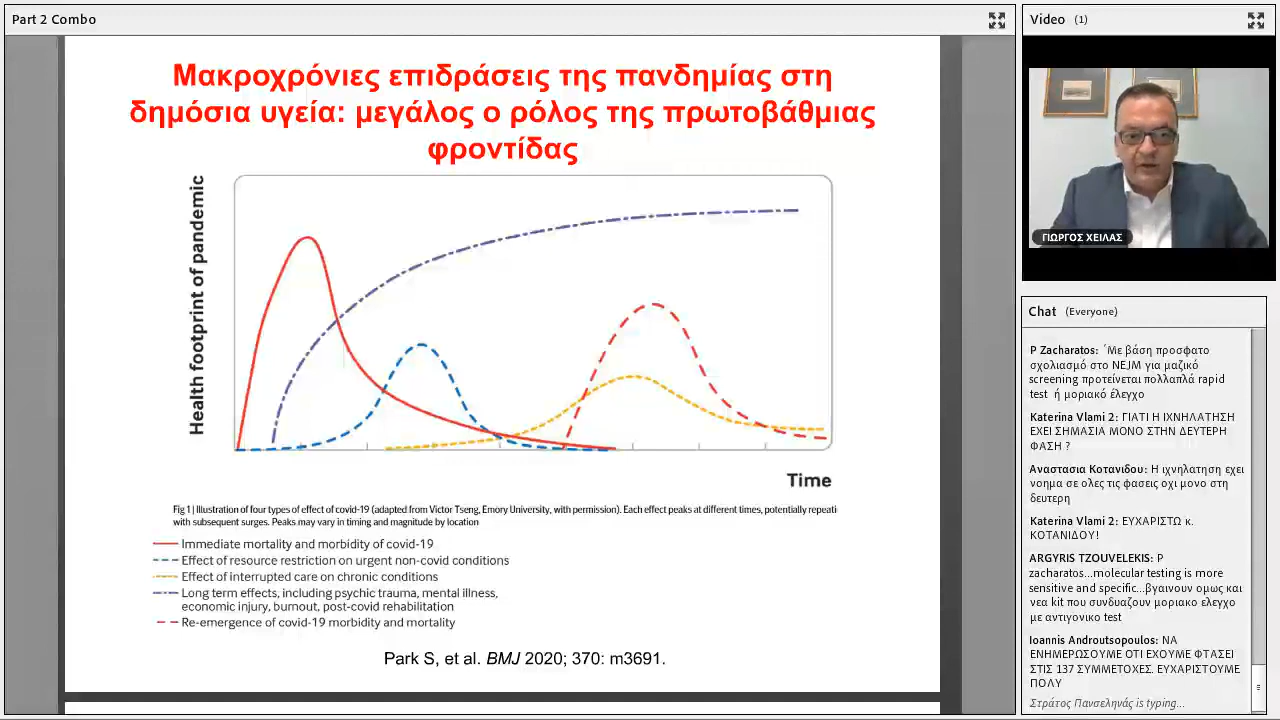 Part 2 Combo
Μακροχρόνιες επιδράσεις της πανδημίας στη
δημόσια υγεία: μεγάλος ο ρόλος της πρωτοβάθμιας
φροντίδας
Health footprint of pandemic
Time
Fig 1 | Illustration of four types of effect of covid-19 (adapted from Victor Tseng, Emory University, with permission). Each effect peaks at different times, potentially repeati
with subsequent surges. Peaks may vary in timing and magnitude by location
Immediate mortality and morbidity of covid-19
Effect of resource restriction on urgent non-covid conditions
Effect of interrupted care on chronic conditions
Long term effects, including psychic trauma, mental illness,
economic injury, burnout, post-covid rehabilitation
Re-emergence of covid-19 morbidity and mortality
Park S, et al. BMJ 2020; 370: m3691.
Video (1)
ΓΙΩΡΓΟΣ ΧΕΙΛΑΣ
Chat (Everyone)
P Zacharatos: ΄Με βάση προσφατο
σχολιασμό στο NEJM για μαζικό
screening προτείνεται πολλαπλά rapid
test ή μοριακό έλεγχο
Katerina Vlami 2: ΓΙΑΤΙ Η ΙΧΝΗΛΑΤΗΣΗ
ΕΧΕΙ ΣΗΜΑΣΙΑ ΜΟΝΟ ΣΤΗΝ ΔΕΥΤΕΡΗ
ΦΑΣΗ ?
Αναστασια Κοτανιδου: Η ιχνηλατηση εχει
νοημα σε ολες τις φασεις οχι μονο στη
δευτερη
Katerina Vlami 2: ΕΥΧΑΡΙΣΤΩ κ.
ΚΟΤΑΝΙΔΟΥ!
ARGYRIS TZOUVELEKIS: P
zacharatos...molecular testing is more
sensitive and specific...βγαινουν ομως και
νεα kit που συνδυαζουν μοριακο ελεγχο
με αντιγονικο test
Ioannis Androutsopoulos: ΝΑ
ΕΝΗΜΕΡΩΣΟΥΜΕ ΟΤΙ ΕΧΟΥΜΕ ΦΤΑΣΕΙ
ΣΤΙΣ 137 ΣΥΜΜΕΤΟΧΕΣ. ΕΥΧΑΡΙΣΤΟΥΜΕ
ΠΟΛΥ
Στράτος Πανσεληνάς is typing...